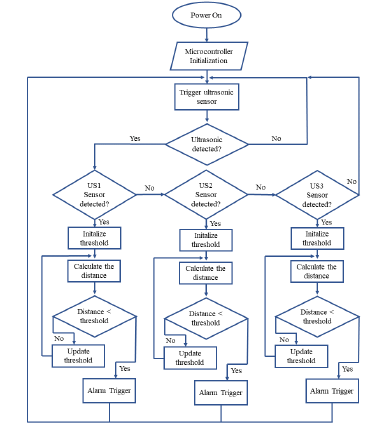 Power On
Microcontroller
Initialization
Trigger ultrasonic
sensor
Ultrasonic
detected?
Yes
No
US1
Sensor
detected?
No
US2
Sensor
detected?
No
US3
Sensor
detected?
No
Yes
Yes
Yes
Initalize
threshold
Initalize
threshold
Initalize
threshold
Calculate the
distance
Calculate the
distance
Calculate the
distance
Distance <
threshold
Distance <
threshold
Distance <
threshold
No
No
No
Update
threshold
Update
threshold
Update
threshold
Yes
Yes
Yes
Alarm Trigger
Alarm Trigger
Alarm Trigger